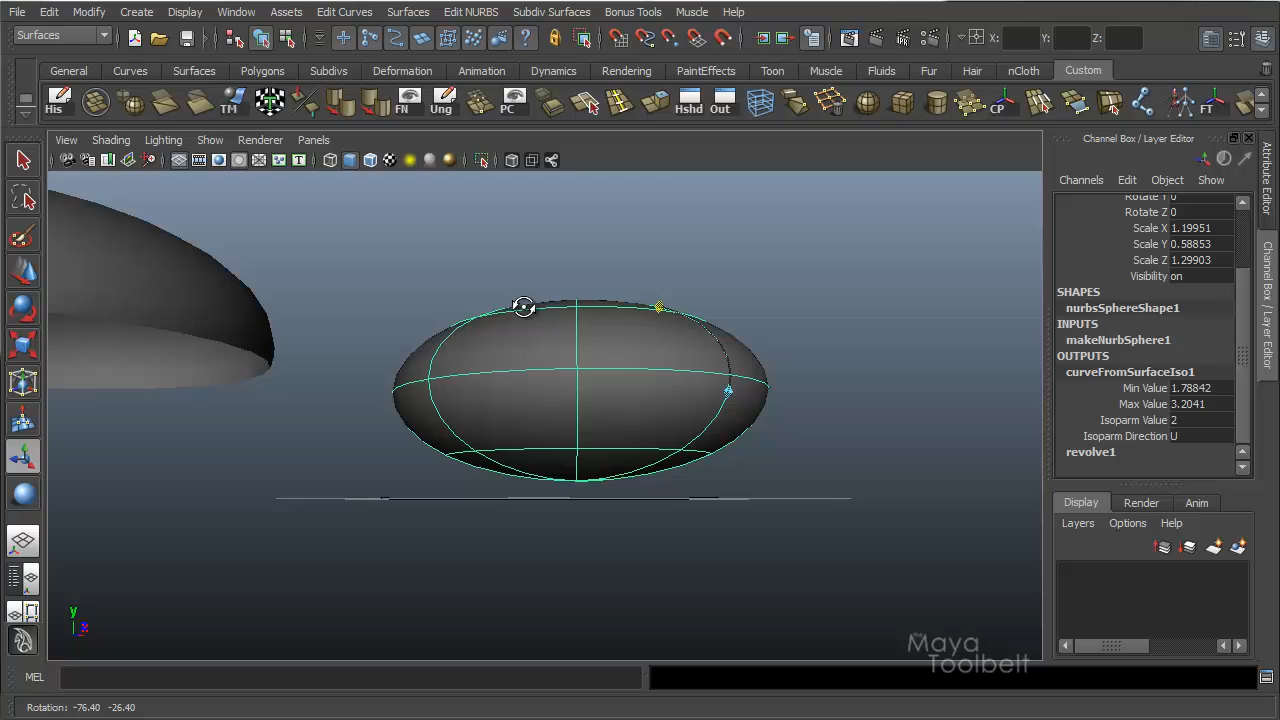 File Edit Modify Create Display Window Assets Edit Curves Surfaces Edit NURBS Subdiv Surfaces Bonus Tools Muscle Help
Surfaces X: Y: Z:
General Curves Surfaces Polygons Subdivs Deformation Animation Dynamics Rendering PaintEffects Toon Muscle Fluids Fur Hair nCloth Custom
His TM FN Ung PC Hshd Out CP FT
View Shading Lighting Show Renderer Panels
Channel Box / Layer Editor
Channels Edit Object Show
Rotate Y 0
Rotate Z 0
Scale X 1.19951
Scale Y 0.58853
Scale Z 1.29903
Visibility on
SHAPES
nurbsSphereShape1
INPUTS
makeNurbSphere1
OUTPUTS
curveFromSurfaceIso1
Min Value 1.78842
Max Value 3.2041
Isoparm Value 2
Isoparm Direction U
revolve1
Display Render Anim
Layers Options Help
Attribute Editor
Channel Box / Layer Editor
y
z
the
Maya
Toolbelt
MEL
Rotation: -76.40 -26.40